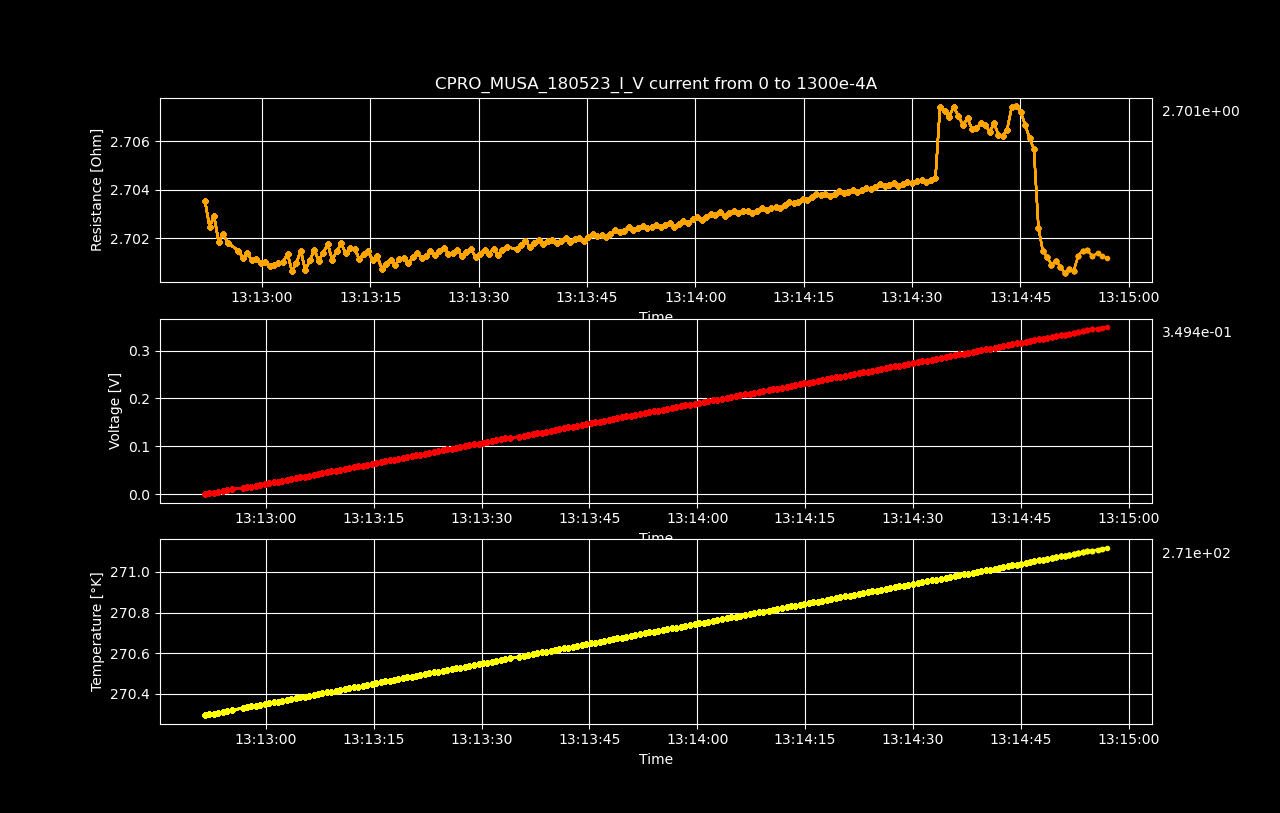 CPRO_MUSA_180523_I_V current from 0 to 1300e-4A
2.701e+00
Resistance [Ohm]
2.706
2.704
2.702
13:13:00 13:13:15 13:13:30 13:13:45 13:14:00 13:14:15 13:14:30 13:14:45 13:15:00
Time
3.494e-01
Voltage [V]
0.3
0.2
0.1
0.0
13:13:00 13:13:15 13:13:30 13:13:45 13:14:00 13:14:15 13:14:30 13:14:45 13:15:00
Time
2.71e+02
Temperature [°K]
271.0
270.8
270.6
270.4
13:13:00 13:13:15 13:13:30 13:13:45 13:14:00 13:14:15 13:14:30 13:14:45 13:15:00
Time